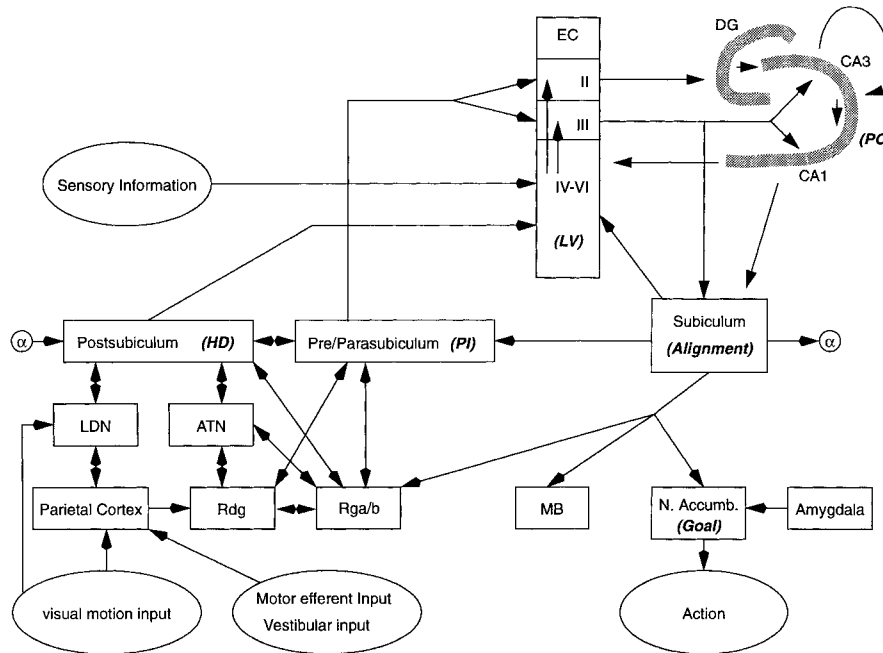 EC
DG
II
CA3
III
(PC
Sensory Information
IV-VI
CA1
(LV)
α
Postsubiculum (HD)
Pre/Parasubiculum (PI)
Subiculum
(Alignment)
α
LDN
ATN
Parietal Cortex
Rdg
Rga/b
MB
N. Accumb.
(Goal)
Amygdala
visual motion input
Motor efferent Input
Vestibular input
Action